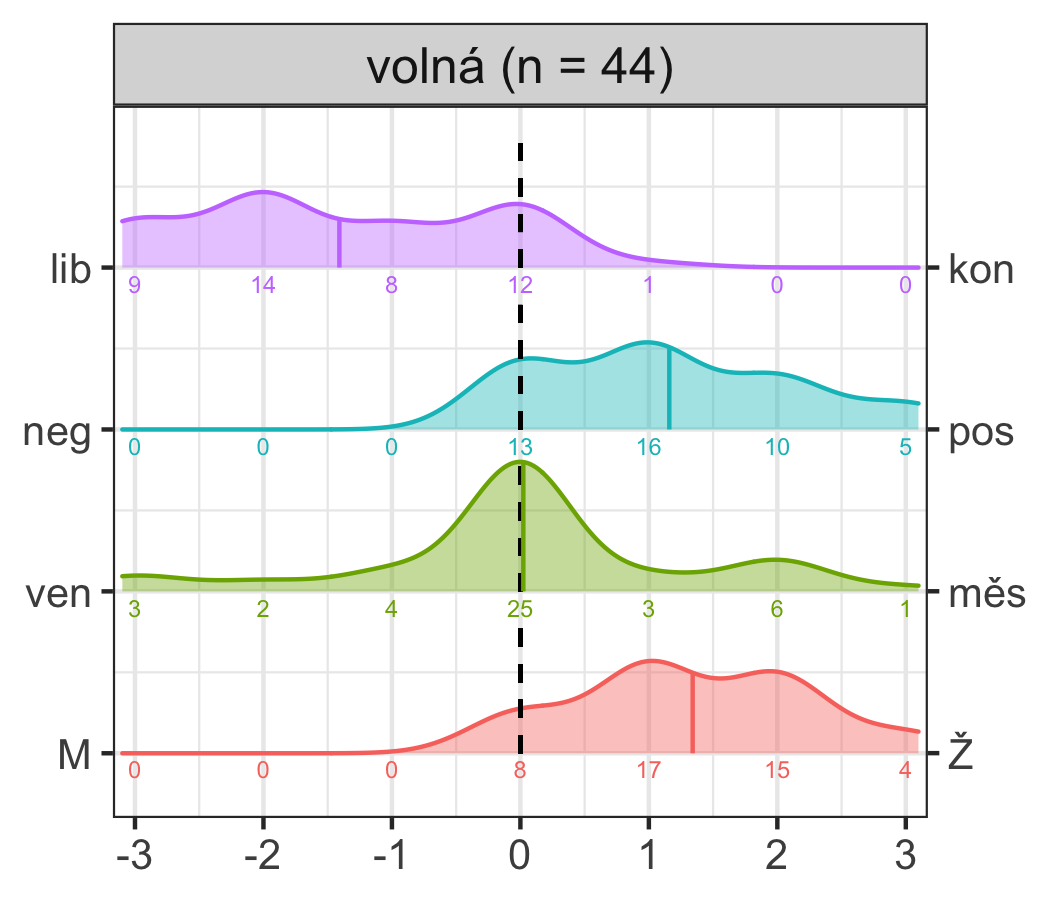 volná (n = 44)
lib kon
9 14 8 12 1 0 0
neg pos
0 0 0 13 16 10 5
ven měs
3 2 4 25 3 6 1
M Ž
0 0 0 8 17 15 4
-3 -2 -1 0 1 2 3